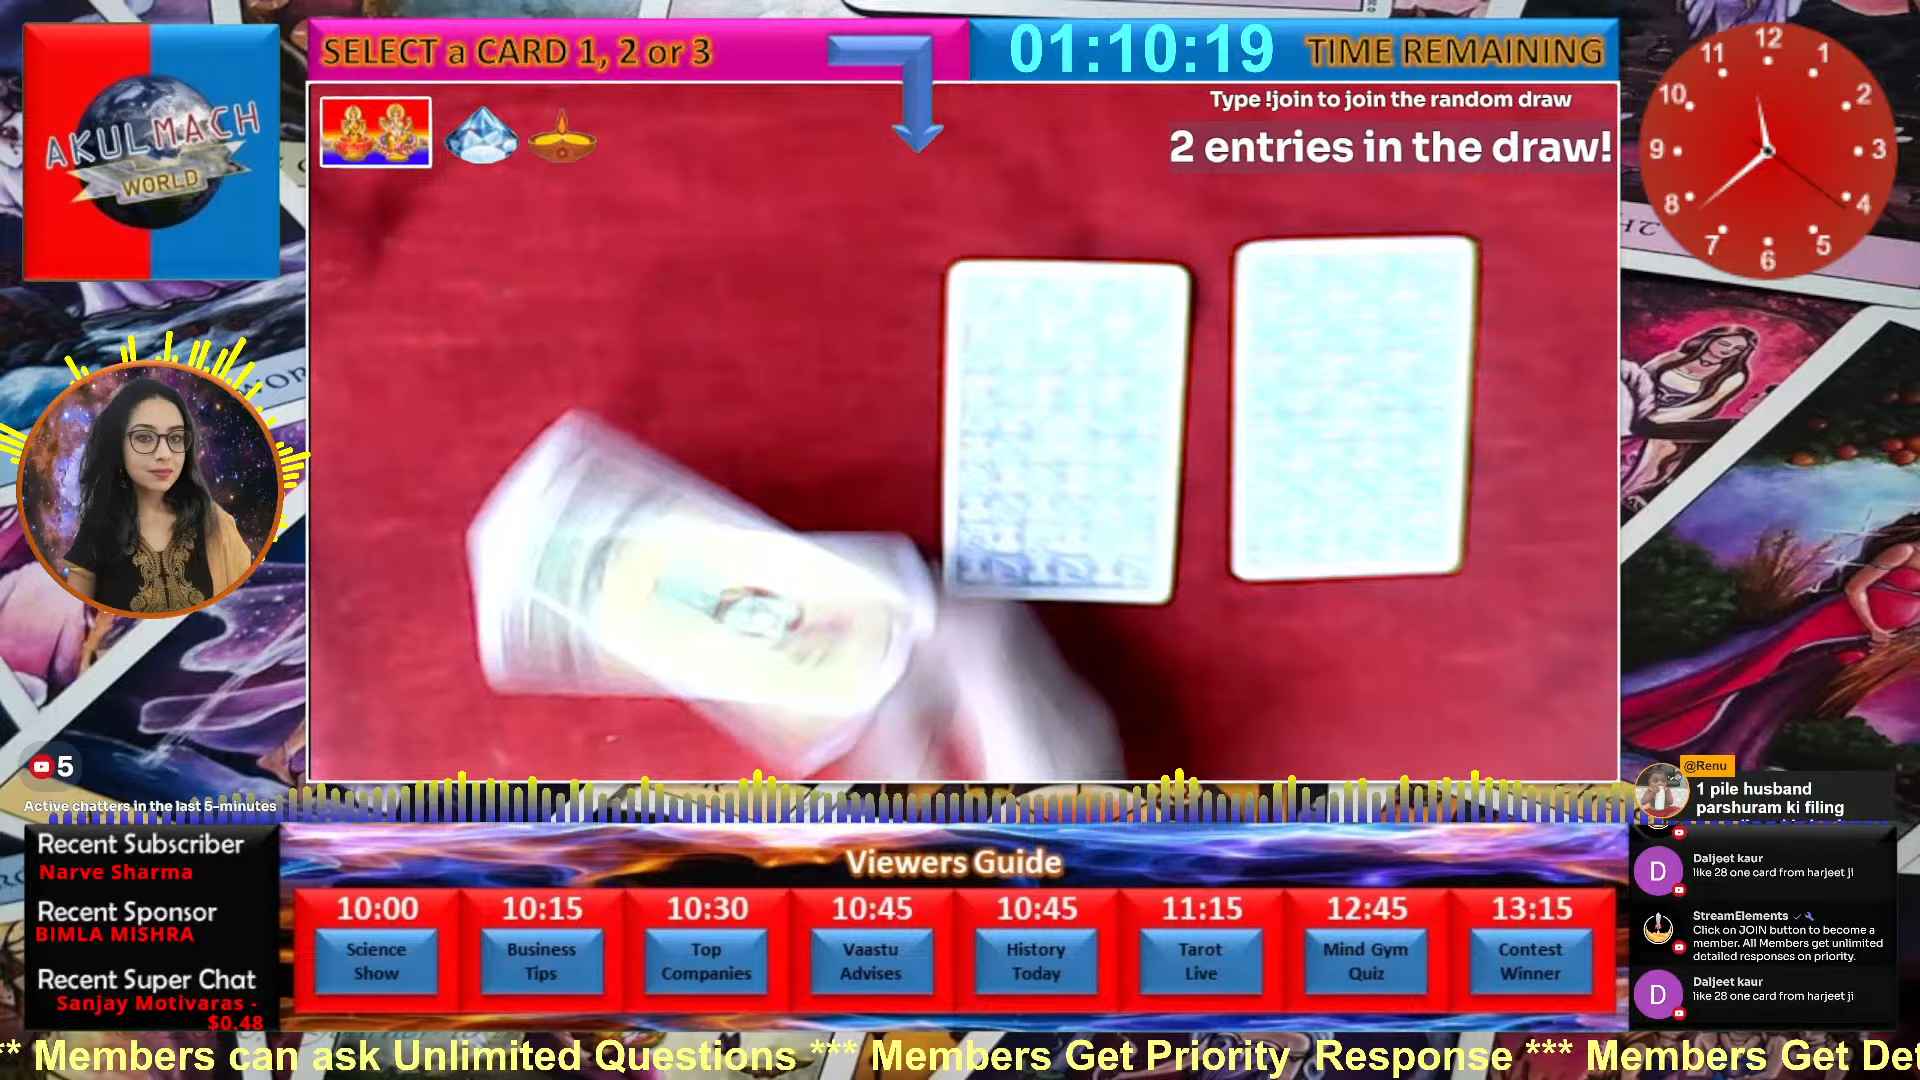 SELECT a CARD 1, 2 or 3
01:10:19 TIME REMAINING
Type !join to join the random draw
2 entries in the draw!
AKULMACH
WORLD
12
11 1
10 2
9 3
8 4
7 5
6
5
Active chatters in the last 5-minutes
Recent Subscriber
Narve Sharma
Recent Sponsor
BIMLA MISHRA
Recent Super Chat
Sanjay Motivaras -
$0.48
Viewers Guide
10:00 10:15 10:30 10:45 10:45 11:15 12:45 13:15
Science Show
Business Tips
Top Companies
Vaastu Advises
History Today
Tarot Live
Mind Gym Quiz
Contest Winner
@Renu
1 pile husband
parshuram ki filing
D
Daljeet kaur
like 28 one card from harjeet ji
StreamElements
Click on JOIN button to become a
member. All Members get unlimited
detailed responses on priority.
D
Daljeet kaur
like 28 one card from harjeet ji
** Members can ask Unlimited Questions *** Members Get Priority Response *** Members Get De